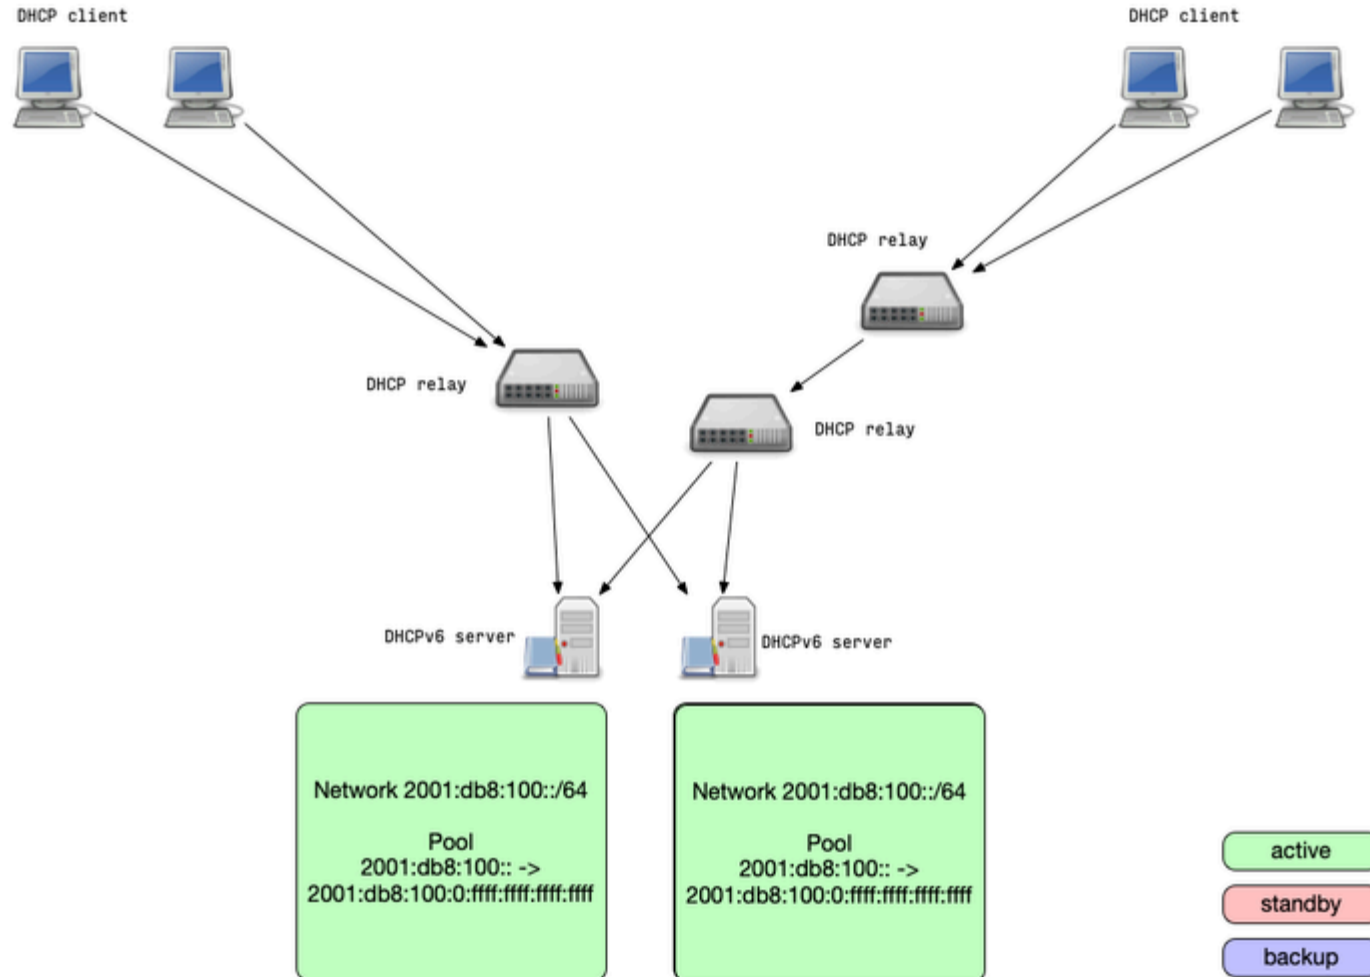 DHCP client
DHCP client
DHCP relay
DHCP relay
DHCP relay
DHCPv6 server
DHCPv6 server
Network 2001:db8:100::/64
Pool
2001:db8:100:: ->
2001:db8:100:0:ffff:ffff:ffff:ffff
Network 2001:db8:100::/64
Pool
2001:db8:100:: ->
2001:db8:100:0:ffff:ffff:ffff:ffff
active
standby
backup